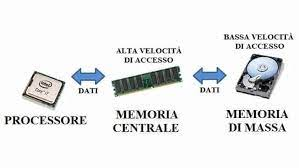 ALTA VELOCITÀ
DI ACCESSO
BASSA VELOCITÀ
DI ACCESSO
DATI
DATI
PROCESSORE
MEMORIA
CENTRALE
MEMORIA
DI MASSA